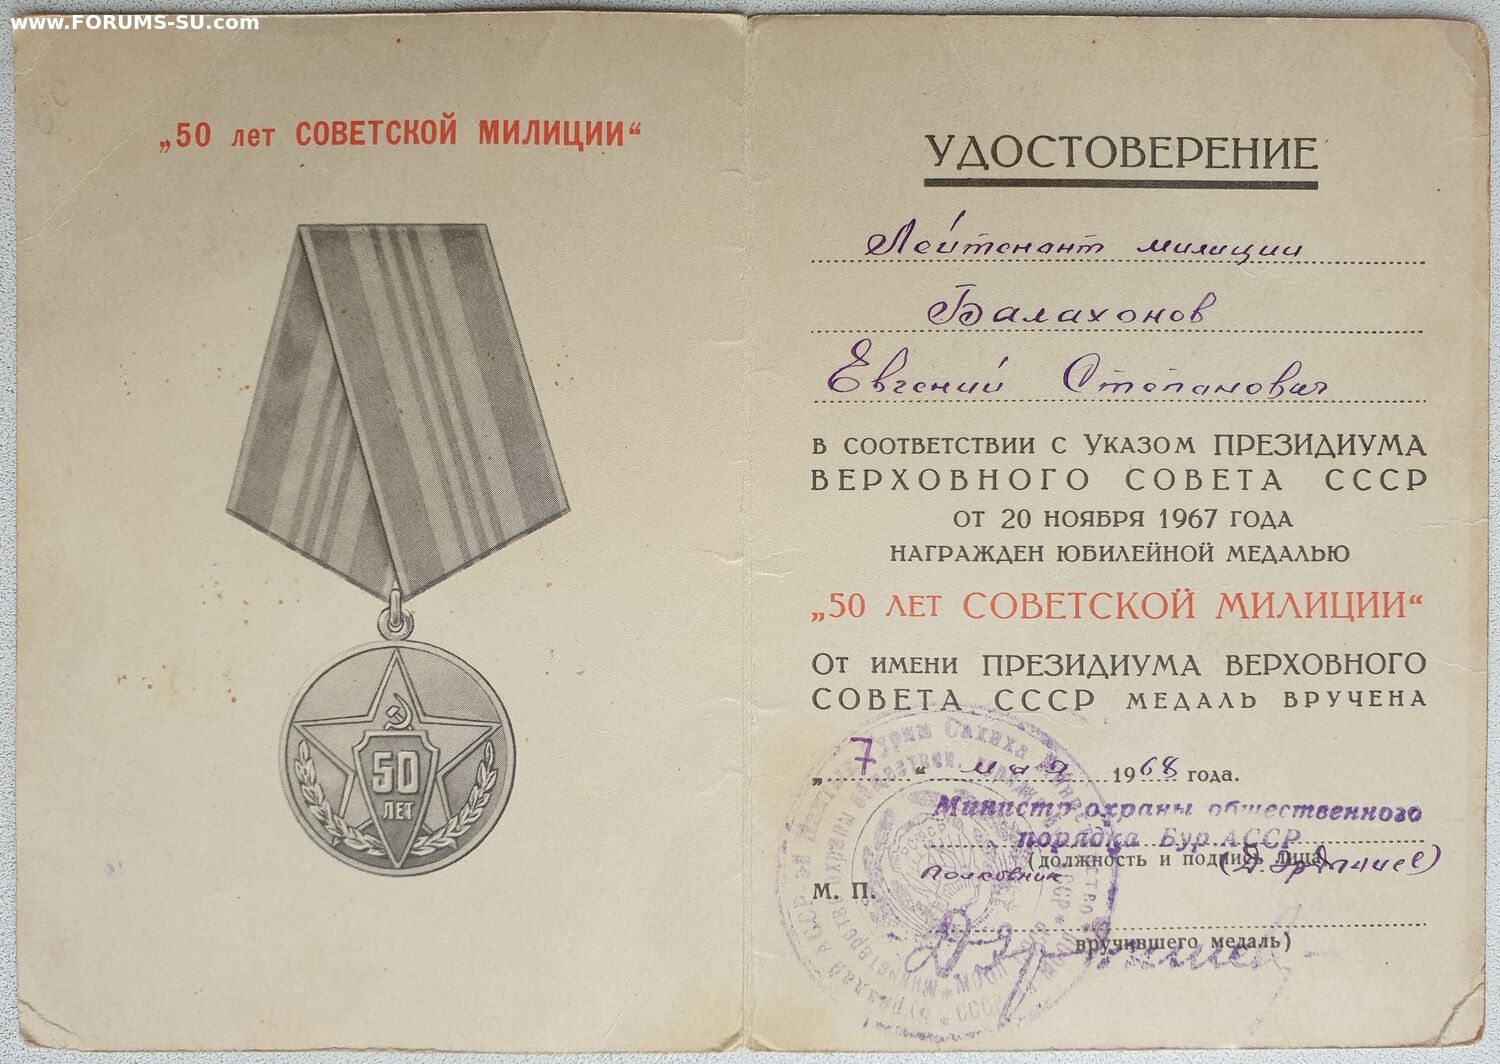 www.FORUMS-SU.com
„50 лет СОВЕТСКОЙ МИЛИЦИИ“
50
ЛЕТ
УДОСТОВЕРЕНИЕ
Лейтенант милиции
Балахонов
Евгений Степанович
В СООТВЕТСТВИИ С УКАЗОМ ПРЕЗИДИУМА
ВЕРХОВНОГО СОВЕТА СССР
ОТ 20 НОЯБРЯ 1967 ГОДА
НАГРАЖДЕН ЮБИЛЕЙНОЙ МЕДАЛЬЮ
„50 ЛЕТ СОВЕТСКОЙ МИЛИЦИИ“
ОТ ИМЕНИ ПРЕЗИДИУМА ВЕРХОВНОГО
СОВЕТА СССР МЕДАЛЬ ВРУЧЕНА
„7“ мая 1968 года.
Министр охраны общественного
порядка Бур.АССР
(должность и подпись лица,
полковник
М. П.
вручившего медаль)